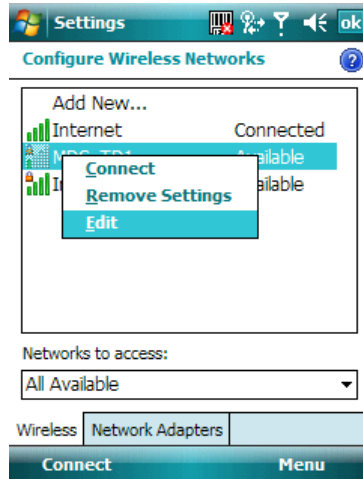 Settings
ok
Configure Wireless Networks
?
Add New...
Internet Connected
Available
Connect
Remove Settings
Edit
Networks to access:
All Available
Wireless Network Adapters
Connect Menu